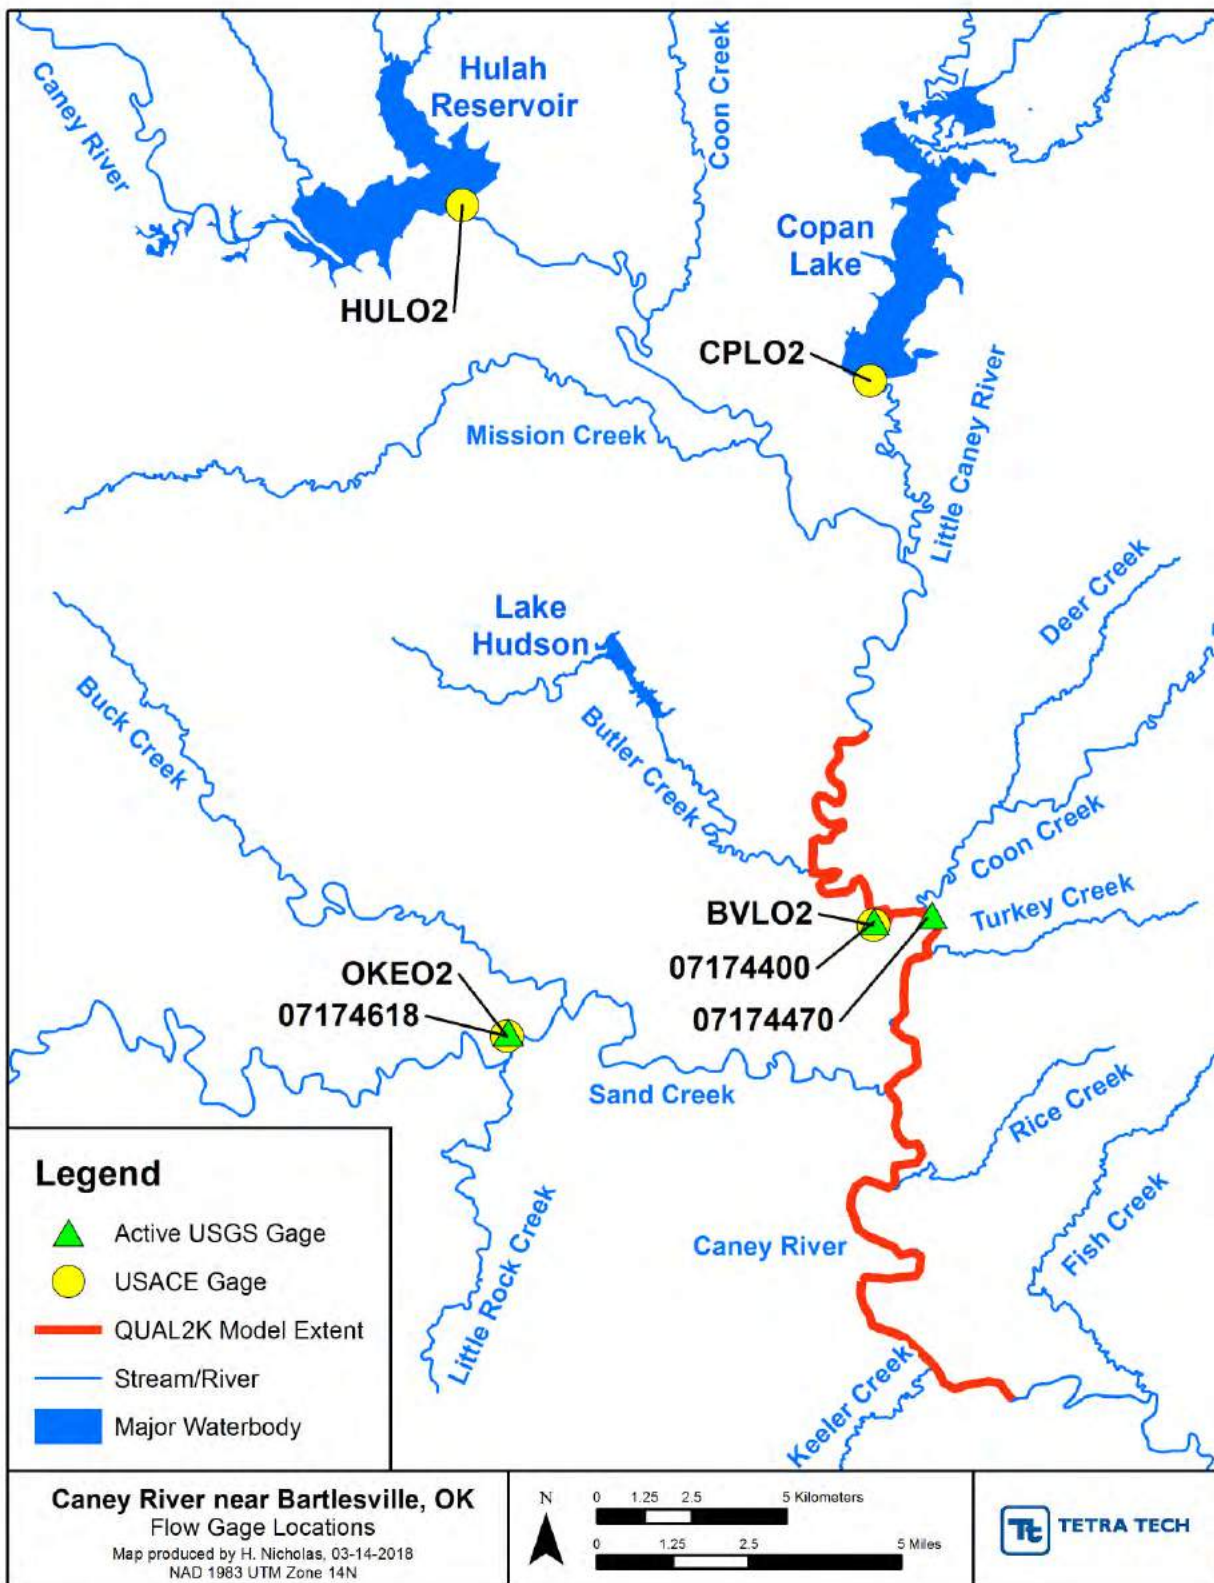 Caney River
Hulah
Reservoir
Coon Creek
Copan
Lake
HULO2
CPLO2
Mission Creek
Little Caney River
Deer Creek
Lake
Hudson
Buck Creek
Butler Creek
Coon Creek
Turkey Creek
BVLO2
07174400
07174470
OKEO2
07174618
Sand Creek
Rice Creek
Fish Creek
Caney River
Little Rock Creek
Keeler Creek
Legend
Active USGS Gage
USACE Gage
QUAL2K Model Extent
Stream/River
Major Waterbody
Caney River near Bartlesville, OK
Flow Gage Locations
Map produced by H. Nicholas, 03-14-2018
NAD 1983 UTM Zone 14N
N
0 1.25 2.5 5 Kilometers
0 1.25 2.5 5 Miles
Tt TETRA TECH